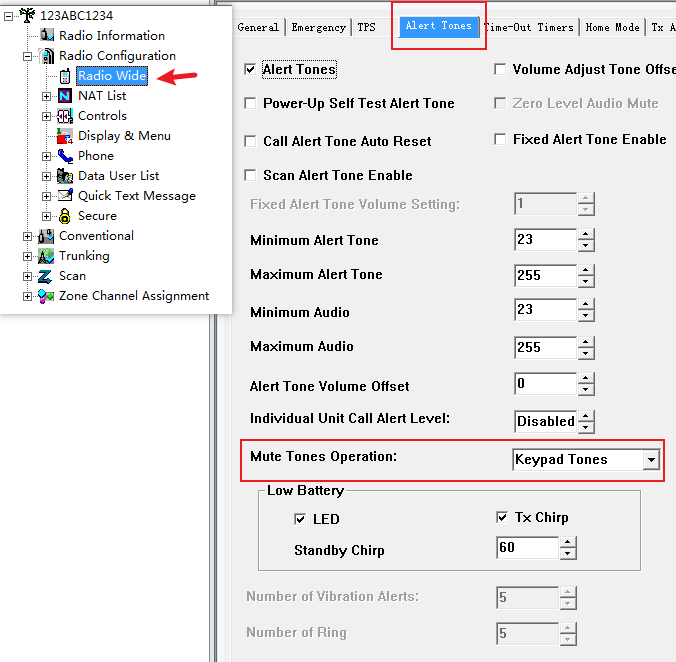 123ABC1234
Radio Information
Radio Configuration
Radio Wide
NAT List
Controls
Display & Menu
Phone
Data User List
Quick Text Message
Secure
Conventional
Trunking
Scan
Zone Channel Assignment
General Emergency TPS Alert Tones Time-Out Timers Home Mode Tx A
Alert Tones Volume Adjust Tone Offse
Power-Up Self Test Alert Tone Zero Level Audio Mute
Call Alert Tone Auto Reset Fixed Alert Tone Enable
Scan Alert Tone Enable
Fixed Alert Tone Volume Setting: 1
Minimum Alert Tone 23
Maximum Alert Tone 255
Minimum Audio 23
Maximum Audio 255
Alert Tone Volume Offset 0
Individual Unit Call Alert Level: Disabled
Mute Tones Operation: Keypad Tones
Low Battery
LED Tx Chirp
Standby Chirp 60
Number of Vibration Alerts: 5
Number of Ring 5